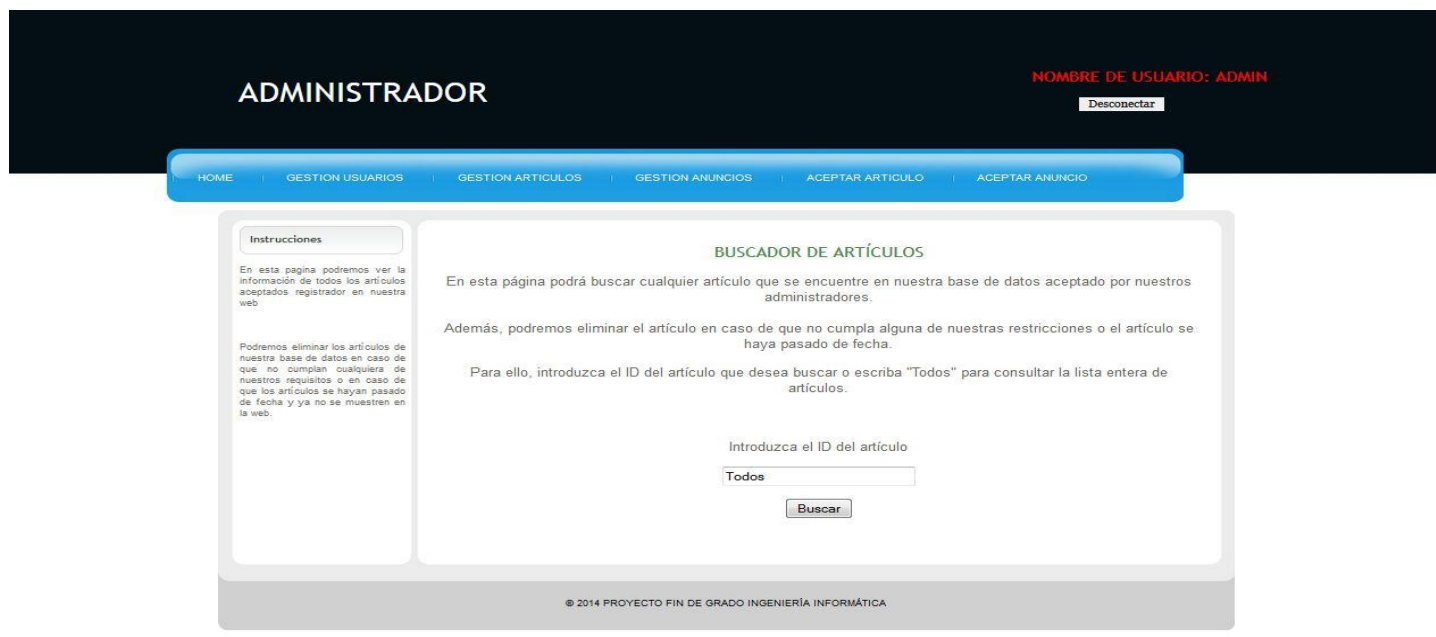 ADMINISTRADOR
NOMBRE DE USUARIO: ADMIN
Desconectar
HOME
GESTION USUARIOS
GESTION ARTICULOS
GESTION ANUNCIOS
ACEPTAR ARTICULO
ACEPTAR ANUNCIO
Instrucciones
En esta pagina podremos ver la
información de todos los artículos
aceptados registrador en nuestra
web
Podremos eliminar los artículos de
nuestra base de datos en caso de
que no cumplan cualquiera de
nuestros requisitos o en caso de
que los artículos se hayan pasado
de fecha y ya no se muestren en
la web.
BUSCADOR DE ARTÍCULOS
En esta página podrá buscar cualquier artículo que se encuentre en nuestra base de datos aceptado por nuestros
administradores.
Además, podremos eliminar el artículo en caso de que no cumpla alguna de nuestras restricciones o el artículo se
haya pasado de fecha.
Para ello, introduzca el ID del artículo que desea buscar o escriba "Todos" para consultar la lista entera de
artículos.
Introduzca el ID del artículo
Todos
Buscar
© 2014 PROYECTO FIN DE GRADO INGENIERÍA INFORMÁTICA